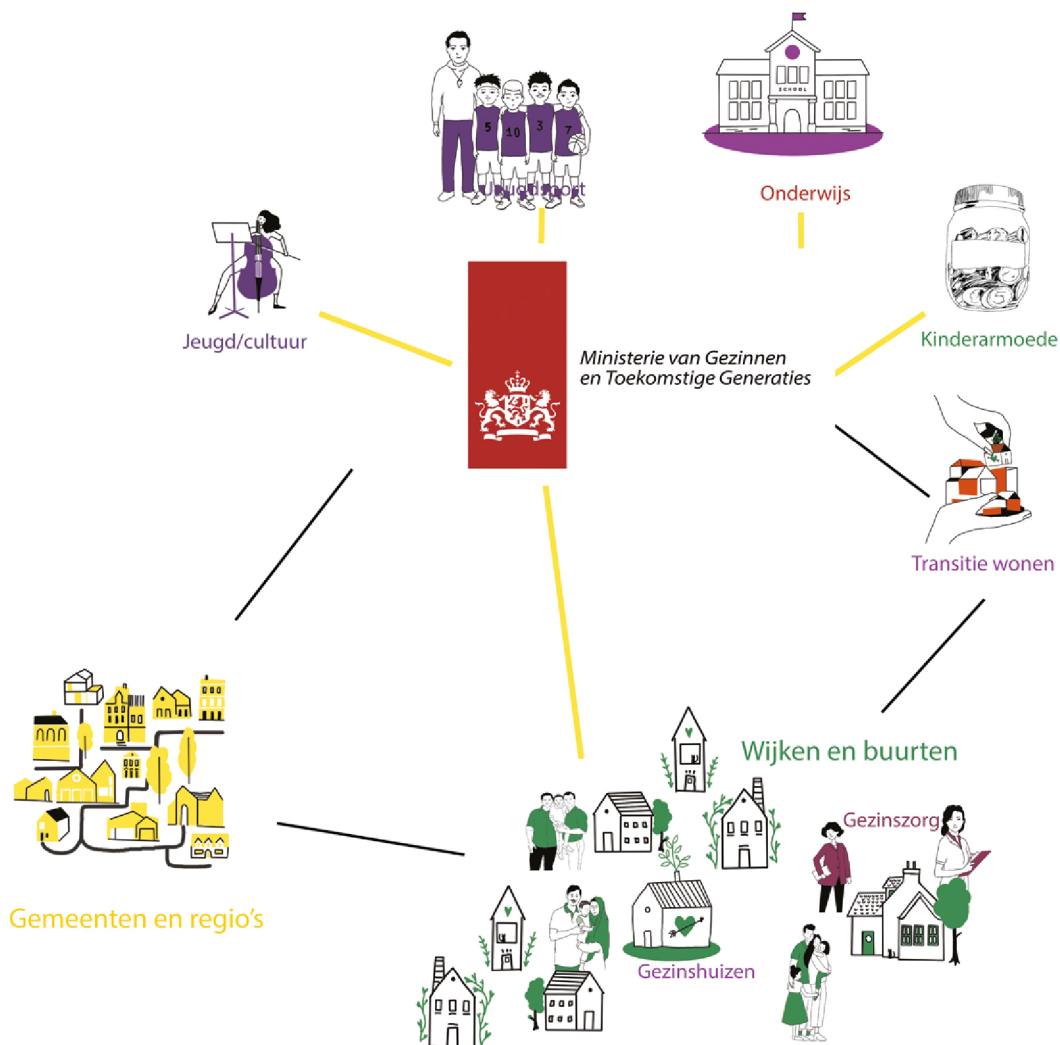 5
10
3
7
SCHOOL
Jeugdsport
Onderwijs
Jeugd/cultuur
Kinderarmoede
Ministerie van Gezinnen
en Toekomstige Generaties
Transitie wonen
Wijken en buurten
Gezinszorg
Gemeenten en regio's
Gezinshuizen